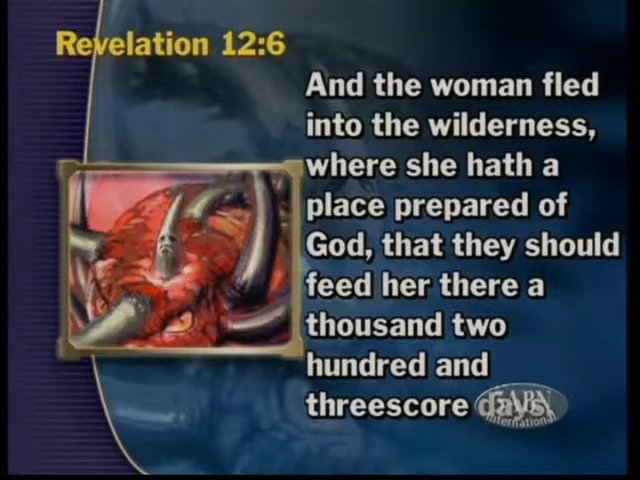 Revelation 12:6
And the woman fled
into the wilderness,
where she hath a
place prepared of
God, that they should
feed her there a
thousand two
hundred and
threescore days.
International